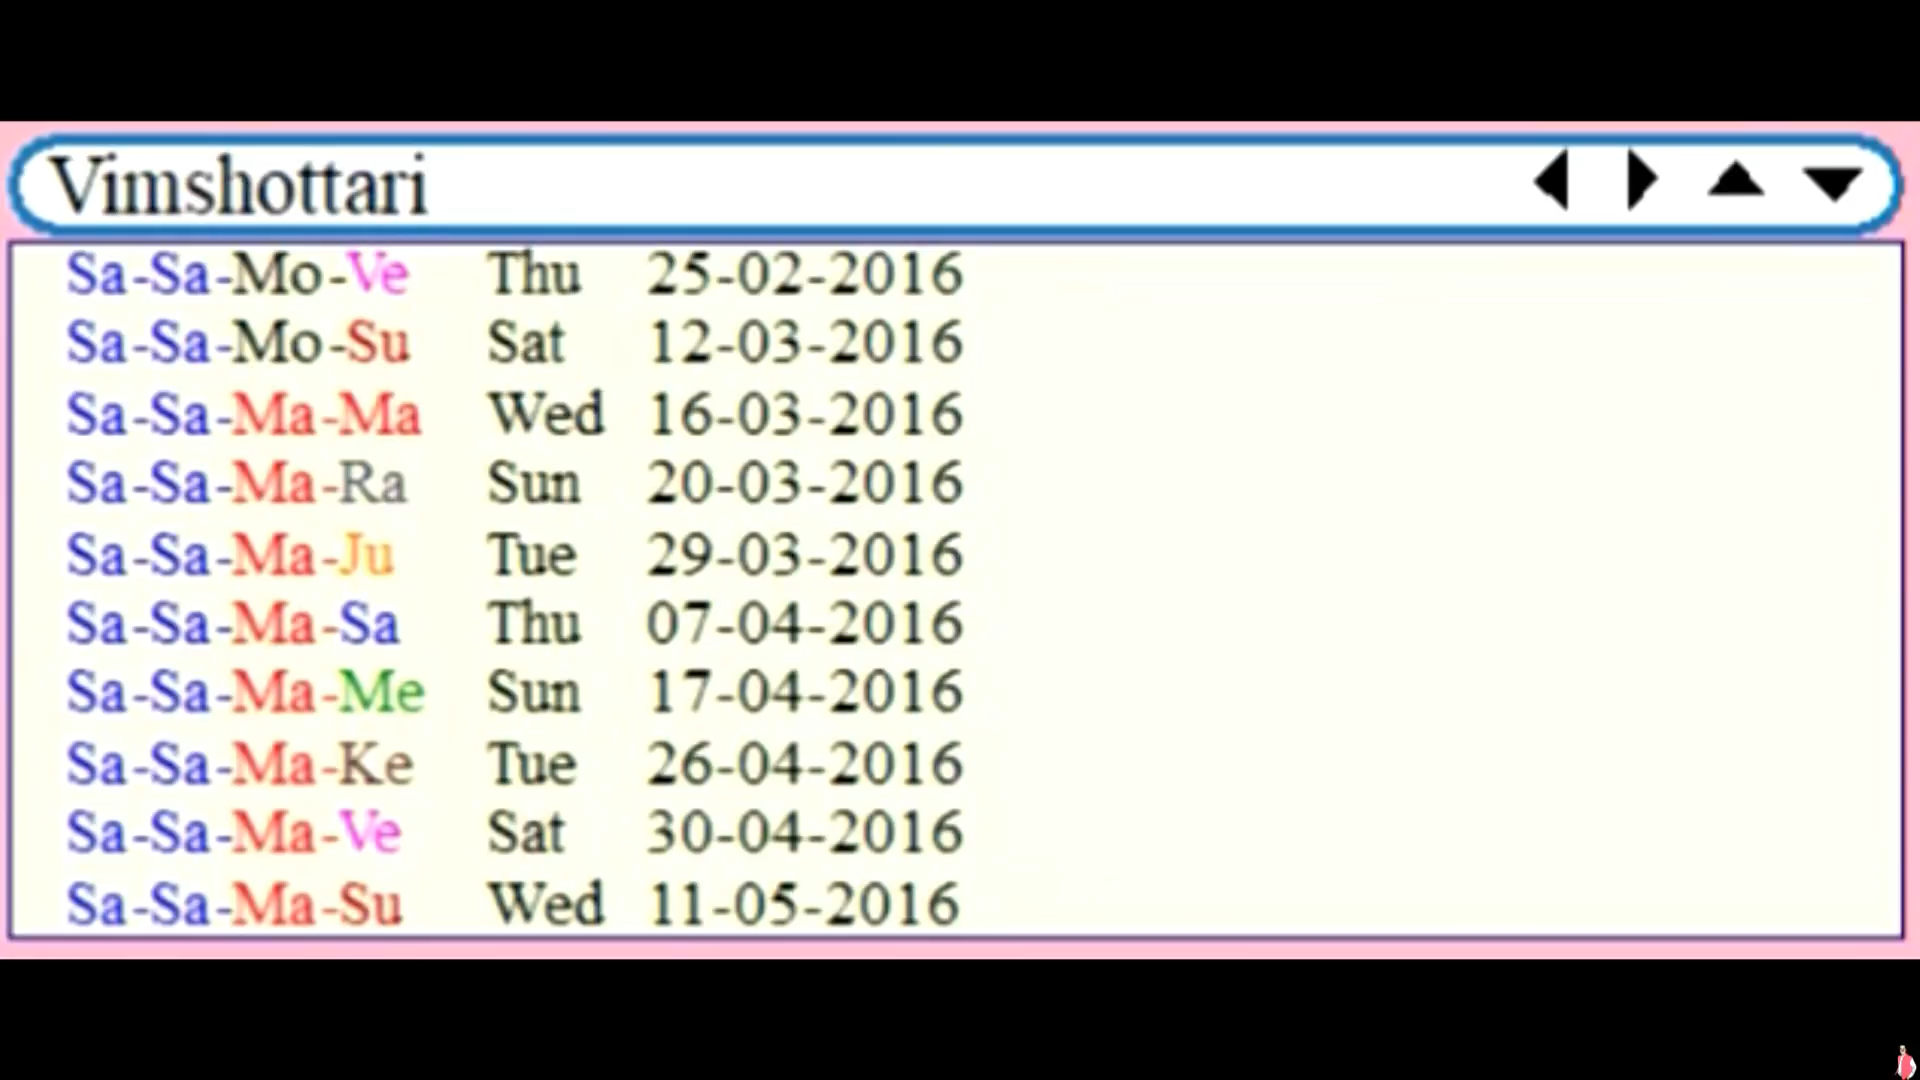 Vimshottari
Sa-Sa-Mo-Ve Thu 25-02-2016
Sa-Sa-Mo-Su Sat 12-03-2016
Sa-Sa-Ma-Ma Wed 16-03-2016
Sa-Sa-Ma-Ra Sun 20-03-2016
Sa-Sa-Ma-Ju Tue 29-03-2016
Sa-Sa-Ma-Sa Thu 07-04-2016
Sa-Sa-Ma-Me Sun 17-04-2016
Sa-Sa-Ma-Ke Tue 26-04-2016
Sa-Sa-Ma-Ve Sat 30-04-2016
Sa-Sa-Ma-Su Wed 11-05-2016